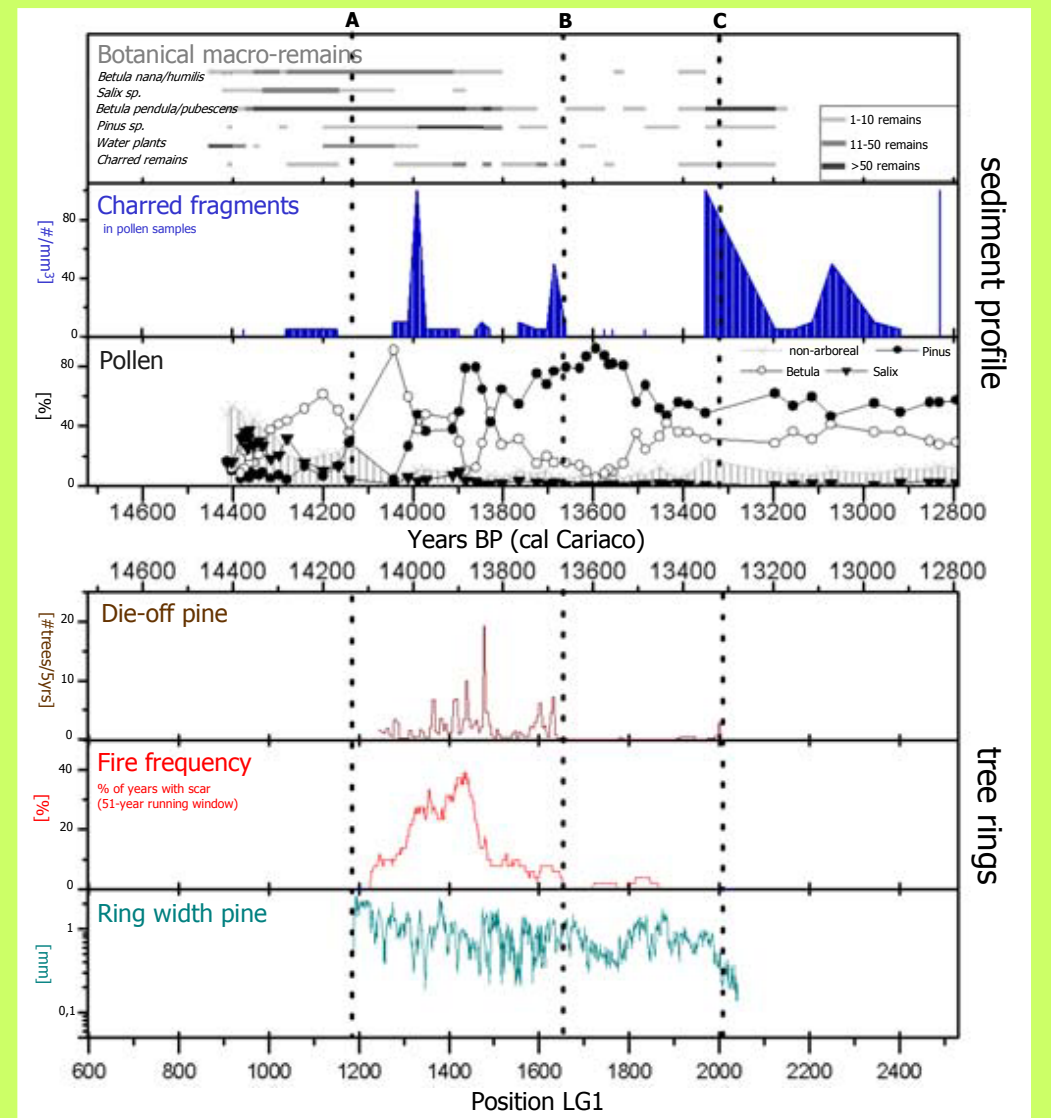 A B C
Botanical macro-remains
Betula nana/humilis
Salix sp.
Betula pendula/pubescens
Pinus sp.
Water plants
Charred remains
1-10 remains
11-50 remains
>50 remains
sediment profile
Charred fragments
in pollen samples
[#/mm³]
80
40
0
Pollen
non-arboreal Pinus
Betula Salix
[%]
80
40
0
14600 14400 14200 14000 13800 13600 13400 13200 13000 12800
Years BP (cal Cariaco)
14600 14400 14200 14000 13800 13600 13400 13200 13000 12800
Die-off pine
[#trees/5yrs]
20
10
0
tree rings
Fire frequency
% of years with scar
(51-year running window)
[%]
40
20
0
Ring width pine
[mm]
1
0,1
600 800 1000 1200 1400 1600 1800 2000 2200 2400
Position LG1